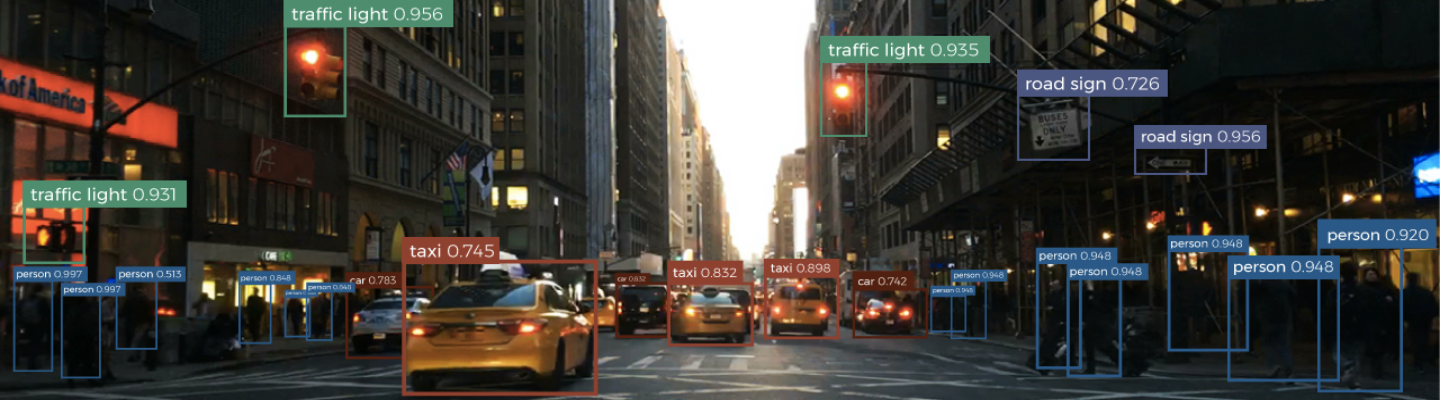 traffic light 0.956
traffic light 0.935
road sign 0.726
k of America
BUSES
ONLY
road sign 0.956
traffic light 0.931
person 0.920
taxi 0.745
person 0.948
person 0.948
person 0.948
person 0.948
person 0.997
person 0.513
person 0.848
car 0.783
car 0.832
taxi 0.832
taxi 0.898
car 0.742
person 0.948
person 0.997